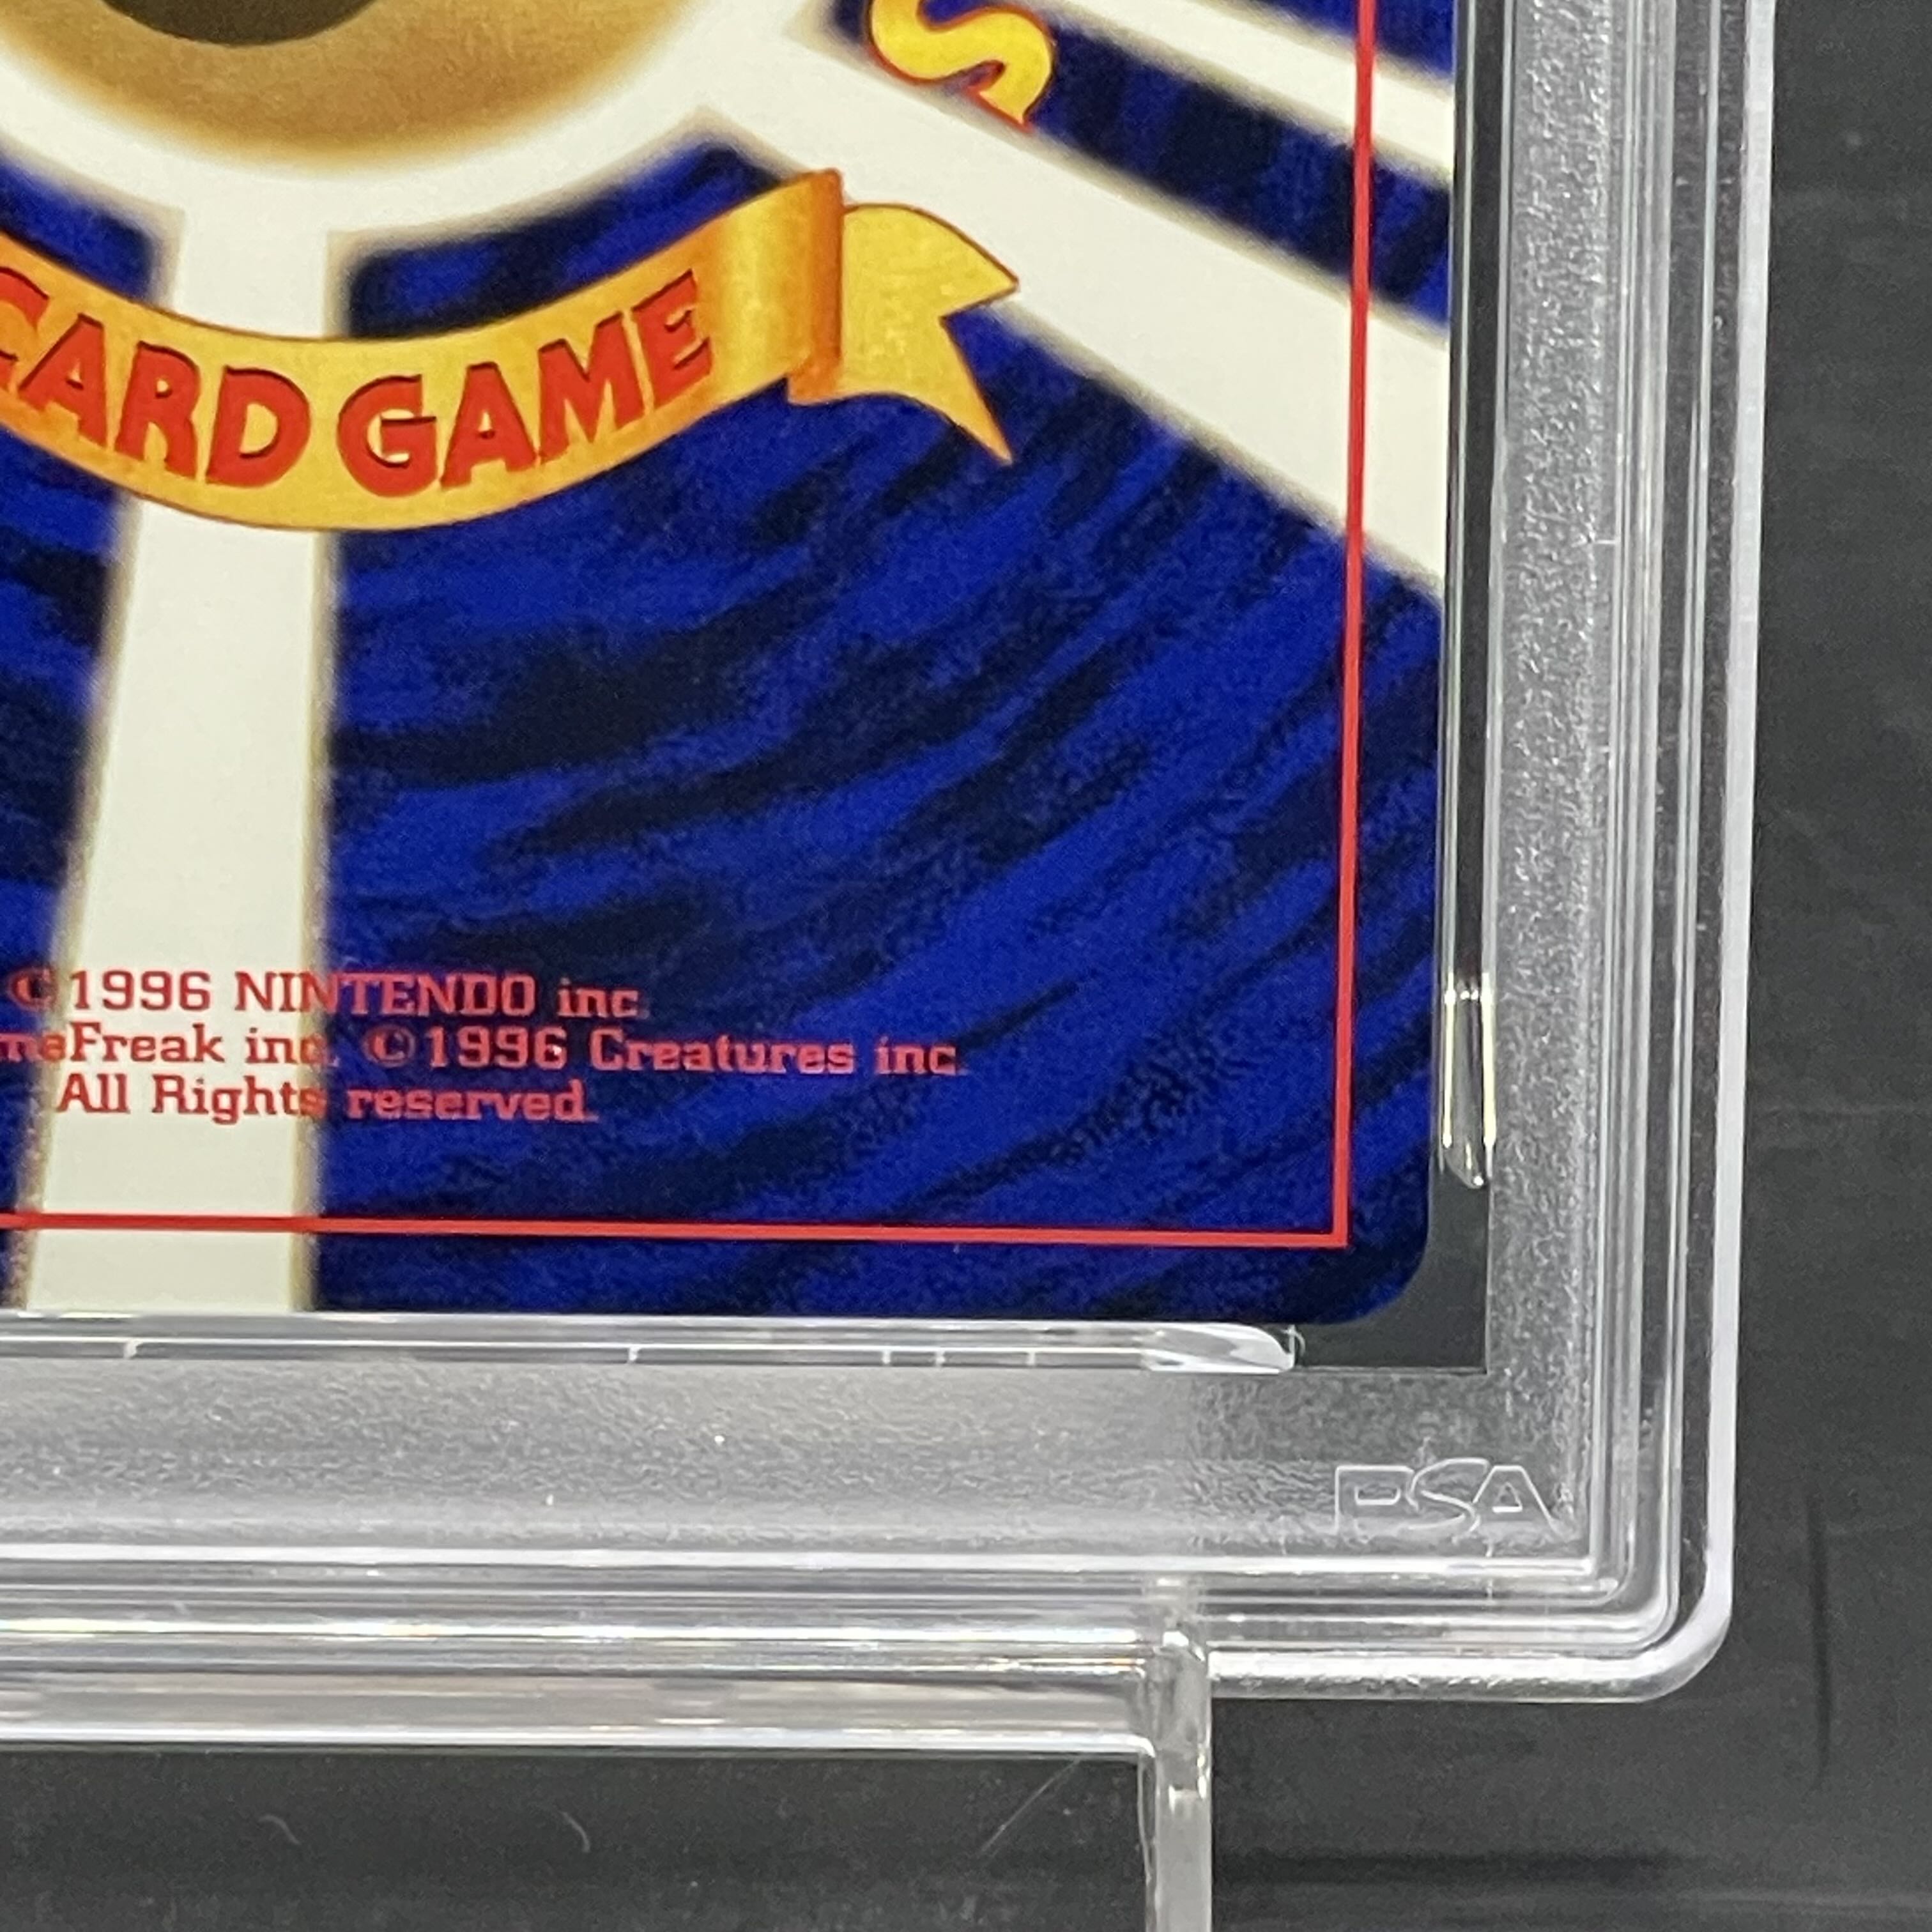 S
CARD GAME
©1996 NINTENDO inc.
meFreak inc. ©1996 Creatures inc.
All Rights reserved.
PSA